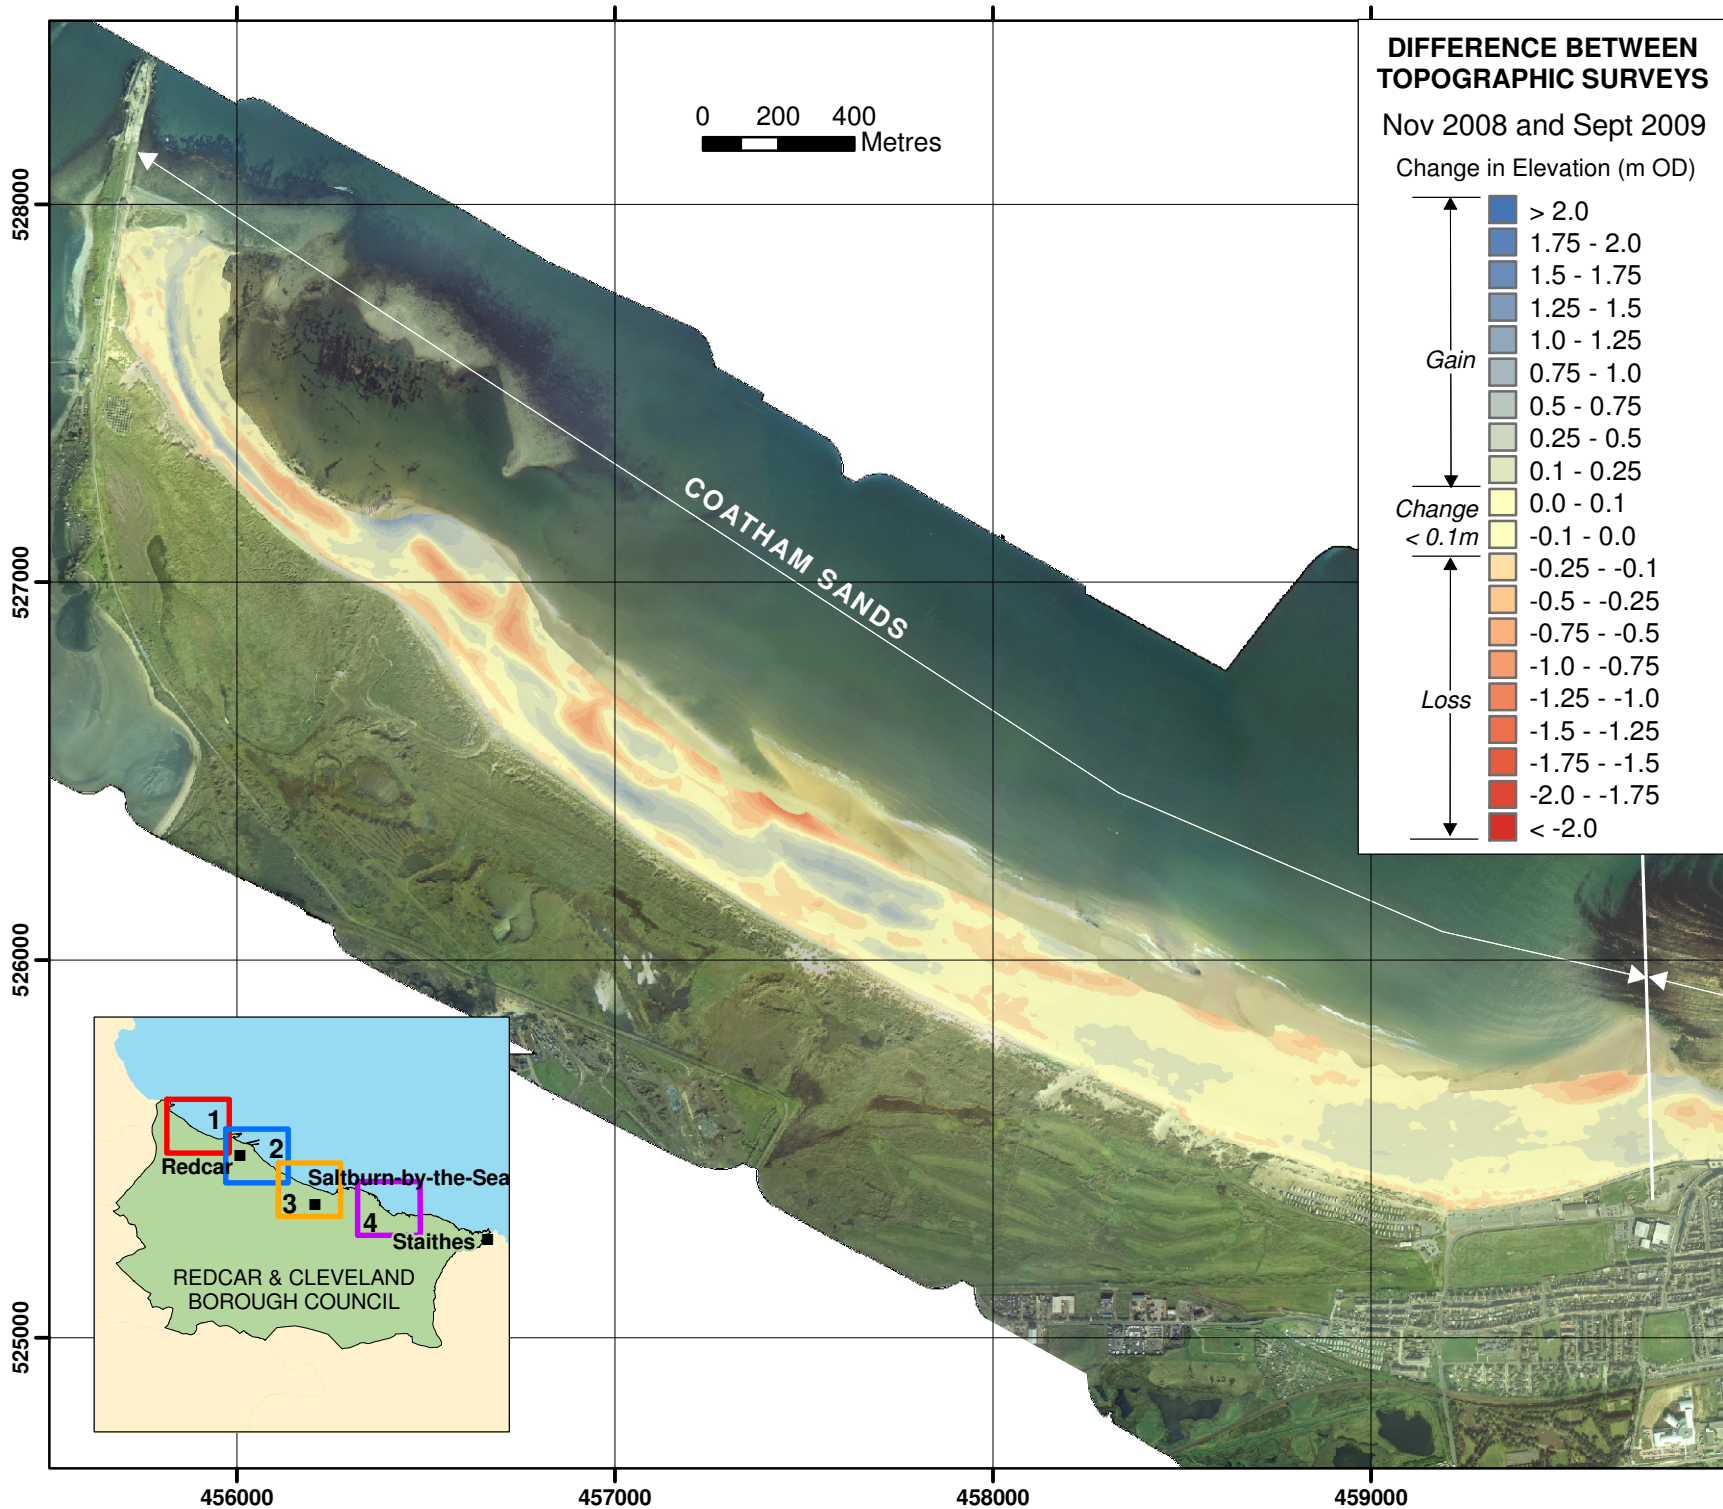 DIFFERENCE BETWEEN
TOPOGRAPHIC SURVEYS
Nov 2008 and Sept 2009
Change in Elevation (m OD)
Gain
> 2.0
1.75 - 2.0
1.5 - 1.75
1.25 - 1.5
1.0 - 1.25
0.75 - 1.0
0.5 - 0.75
0.25 - 0.5
0.1 - 0.25
Change
< 0.1m
0.0 - 0.1
-0.1 - 0.0
Loss
-0.25 - -0.1
-0.5 - -0.25
-0.75 - -0.5
-1.0 - -0.75
-1.25 - -1.0
-1.5 - -1.25
-1.75 - -1.5
-2.0 - -1.75
< -2.0
0 200 400
Metres
COATHAM SANDS
528000
527000
526000
525000
456000
457000
458000
459000
1
2
Redcar
Saltburn-by-the-Sea
3
4
Staithes
REDCAR & CLEVELAND
BOROUGH COUNCIL